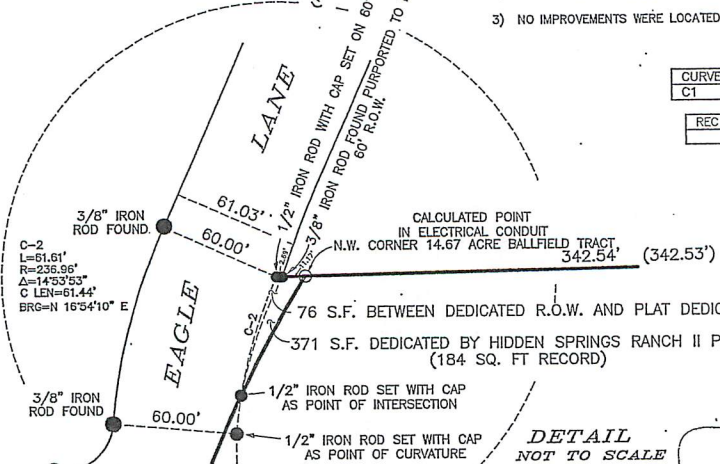 3) NO IMPROVEMENTS WERE LOCATED
CURVE
C1
REC
LANE
1/2" IRON ROD WITH CAP SET ON 60
3/8" IRON ROD FOUND PURPORTED TO
60' R.O.W.
61.03'
60.00'
3/8" IRON
ROD FOUND.
C-2
L=61.61'
R=236.96'
Δ=14°53'53"
C LEN=61.44'
BRG=N 16°54'10" E
CALCULATED POINT
IN ELECTRICAL CONDUIT
N.W. CORNER 14.67 ACRE BALLFIELD TRACT
342.54' (342.53')
EAGLE
C-2
76 S.F. BETWEEN DEDICATED R.O.W. AND PLAT DEDIC
371 S.F. DEDICATED BY HIDDEN SPRINGS RANCH II P
(184 SQ. FT RECORD)
1/2" IRON ROD SET WITH CAP
AS POINT OF INTERSECTION
3/8" IRON
ROD FOUND
60.00'
1/2" IRON ROD SET WITH CAP
AS POINT OF CURVATURE
DETAIL
NOT TO SCALE